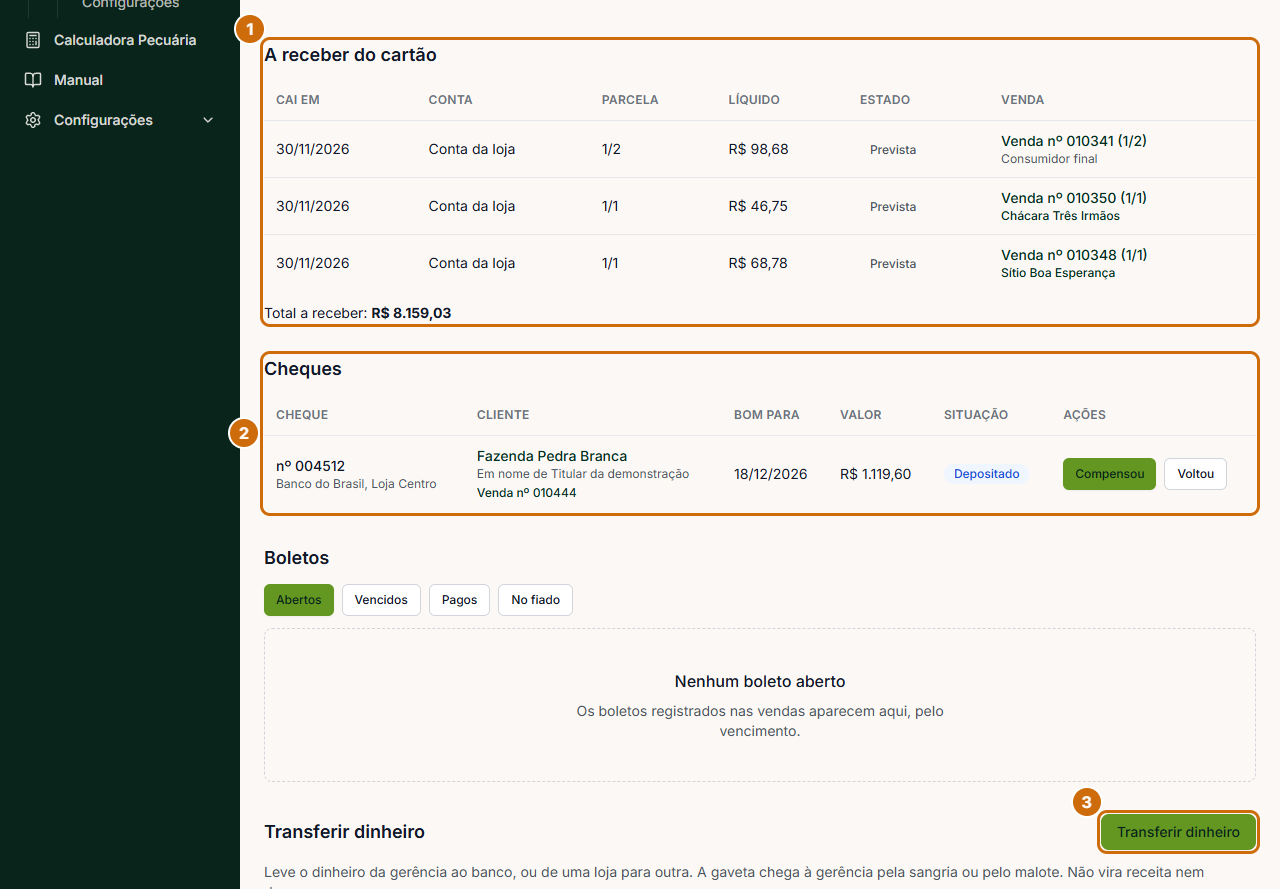 Configurações
Calculadora Pecuária
Manual
Configurações
1
A receber do cartão
CAI EM CONTA PARCELA LÍQUIDO ESTADO VENDA
30/11/2026 Conta da loja 1/2 R$ 98,68 Prevista Venda nº 010341 (1/2)
Consumidor final
30/11/2026 Conta da loja 1/1 R$ 46,75 Prevista Venda nº 010350 (1/1)
Chácara Três Irmãos
30/11/2026 Conta da loja 1/1 R$ 68,78 Prevista Venda nº 010348 (1/1)
Sítio Boa Esperança
Total a receber: R$ 8.159,03
2
Cheques
CHEQUE CLIENTE BOM PARA VALOR SITUAÇÃO AÇÕES
nº 004512
Banco do Brasil, Loja Centro
Fazenda Pedra Branca
Em nome de Titular da demonstração
Venda nº 010444
18/12/2026 R$ 1.119,60 Depositado Compensou Voltou
Boletos
Abertos Vencidos Pagos No fiado
Nenhum boleto aberto
Os boletos registrados nas vendas aparecem aqui, pelo
vencimento.
3
Transferir dinheiro Transferir dinheiro
Leve o dinheiro da gerência ao banco, ou de uma loja para outra. A gaveta chega à gerência pela sangria ou pelo malote. Não vira receita nem